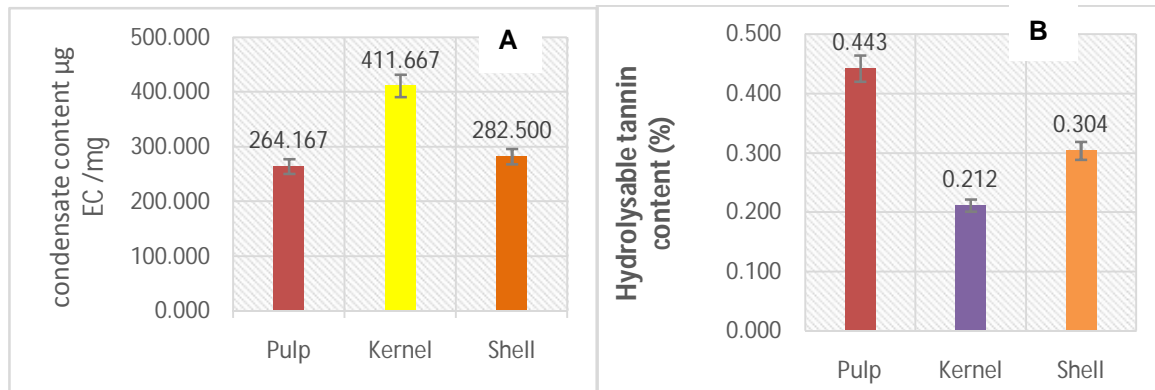 A
condensate content µg
EC /mg
500.000
400.000
300.000
200.000
100.000
0.000
264.167
411.667
282.500
Pulp Kernel Shell
B
Hydrolysable tannin
content (%)
0.500
0.400
0.300
0.200
0.100
0.000
0.443
0.212
0.304
Pulp Kernel Shell